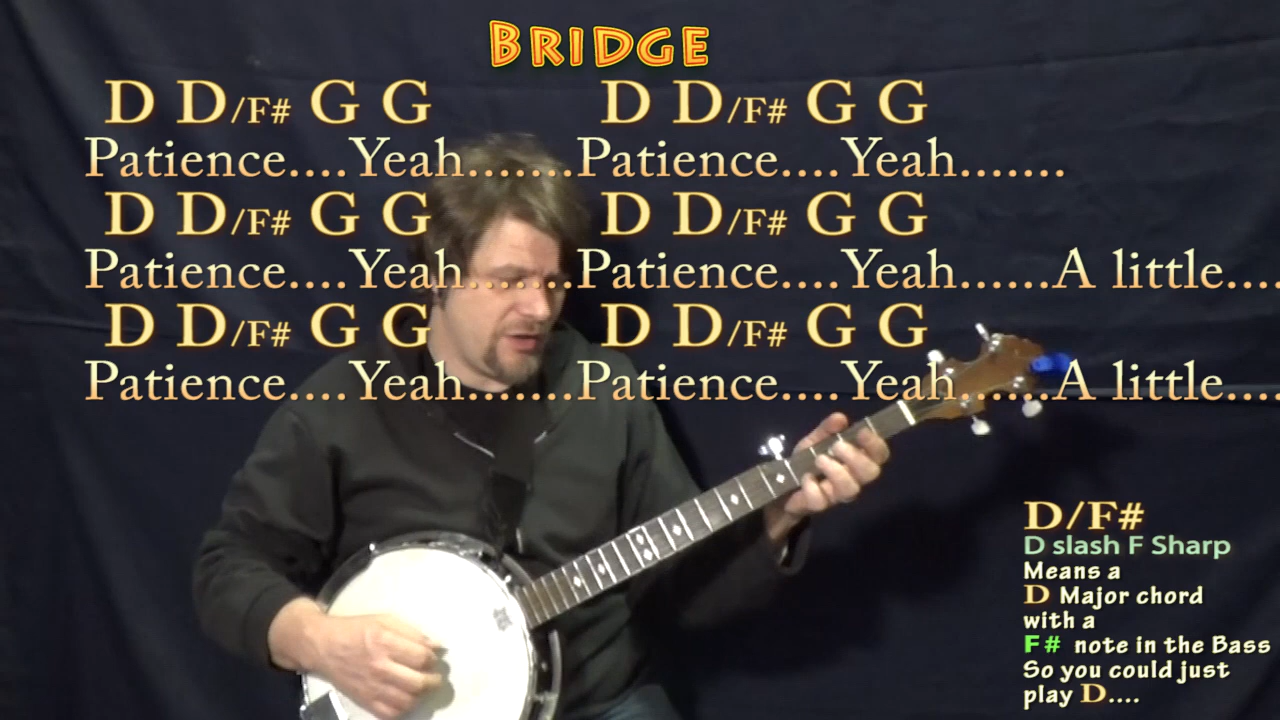 BRIDGE
D D/F# G G D D/F# G G
Patience....Yeah.......Patience....Yeah.......
D D/F# G G D D/F# G G
Patience....Yeah.......Patience....Yeah......A little....
D D/F# G G D D/F# G G
Patience....Yeah.......Patience....Yeah......A little....
D/F#
D slash F Sharp
Means a
D Major chord
with a
F# note in the Bass
So you could just
play D....